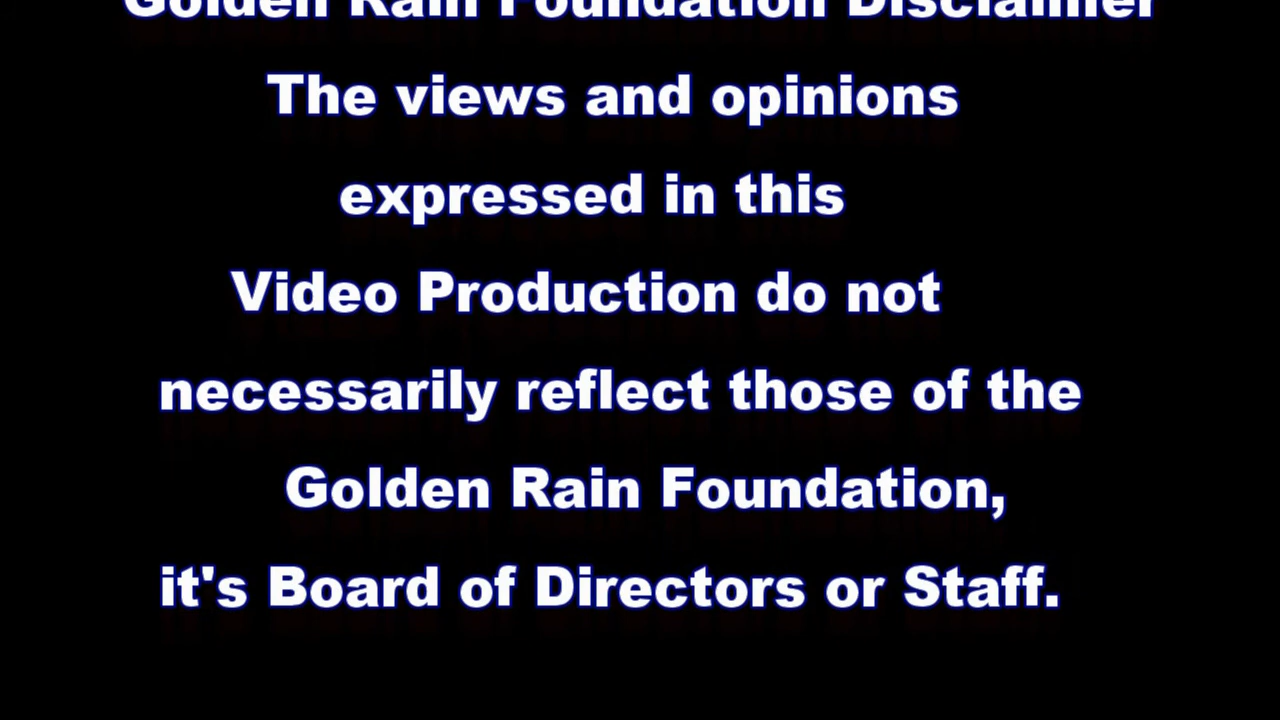 Golden Rain Foundation Disclaimer
The views and opinions
expressed in this
Video Production do not
necessarily reflect those of the
Golden Rain Foundation,
it's Board of Directors or Staff.